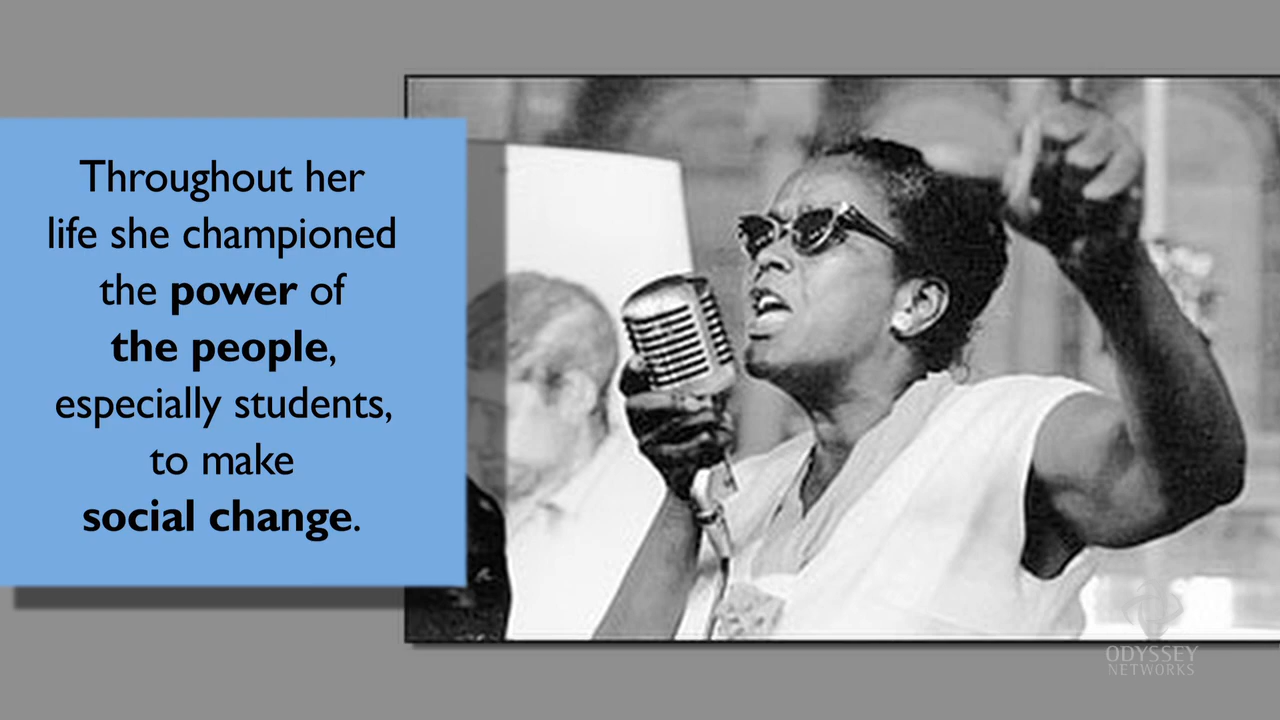 Throughout her
life she championed
the power of
the people,
especially students,
to make
social change.
ODYSSEY
NETWORKS